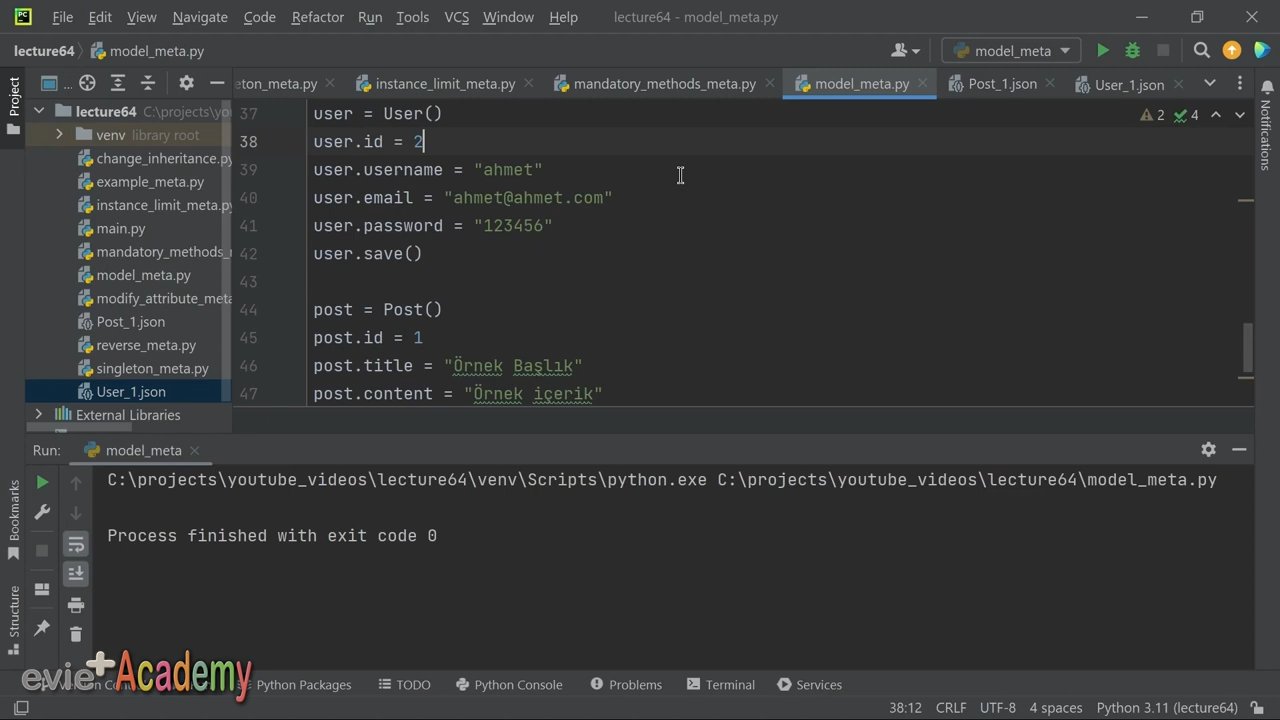 File Edit View Navigate Code Refactor Run Tools VCS Window Help lecture64 - model_meta.py
lecture64 model_meta.py model_meta
Project ... eton_meta.py instance_limit_meta.py mandatory_methods_meta.py model_meta.py Post_1.json User_1.json
lecture64 C:\projects\yo
venv library root
change_inheritance.py
example_meta.py
instance_limit_meta.py
main.py
mandatory_methods_
model_meta.py
modify_attribute_meta
Post_1.json
reverse_meta.py
singleton_meta.py
User_1.json
External Libraries
37 user = User()
38 user.id = 2
39 user.username = "ahmet"
40 user.email = "ahmet@ahmet.com"
41 user.password = "123456"
42 user.save()
43
44 post = Post()
45 post.id = 1
46 post.title = "Örnek Başlık"
47 post.content = "Örnek içerik"
2 4
Notifications
Run: model_meta
C:\projects\youtube_videos\lecture64\venv\Scripts\python.exe C:\projects\youtube_videos\lecture64\model_meta.py
Process finished with exit code 0
Bookmarks
Structure
evie+Academy
Python Packages TODO Python Console Problems Terminal Services
38:12 CRLF UTF-8 4 spaces Python 3.11 (lecture64)